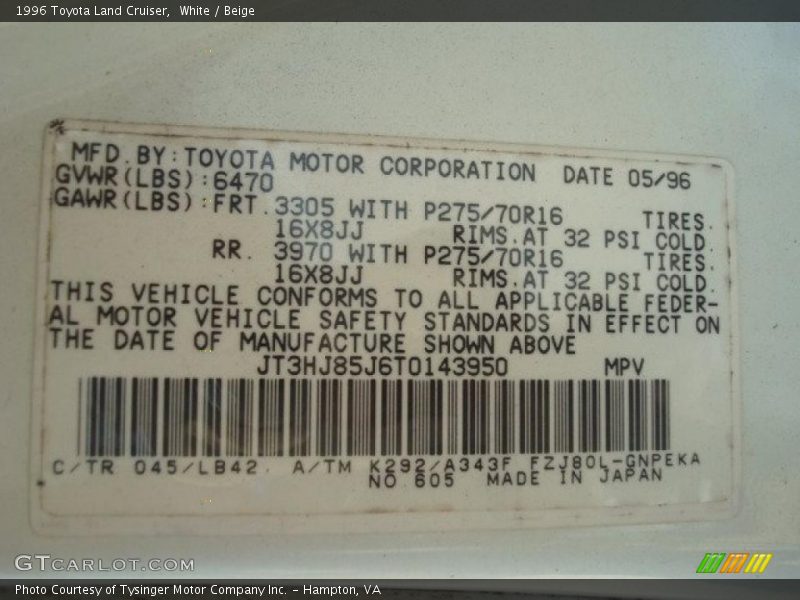 1996 Toyota Land Cruiser,  White / Beige
MFD.BY:TOYOTA MOTOR CORPORATION DATE 05/96
GVWR(LBS):6470
GAWR(LBS):FRT.3305 WITH P275/70R16 TIRES.
16X8JJ RIMS.AT 32 PSI COLD.
RR. 3970 WITH P275/70R16 TIRES.
16X8JJ RIMS.AT 32 PSI COLD.
THIS VEHICLE CONFORMS TO ALL APPLICABLE FEDER-
AL MOTOR VEHICLE SAFETY STANDARDS IN EFFECT ON
THE DATE OF MANUFACTURE SHOWN ABOVE
JT3HJ85J6T0143950 MPV
C/TR 045/LB42. A/TM K292/A343F FZJ80L-GNPEKA
NO.605 MADE IN JAPAN
GTCARLOT.COM
Photo Courtesy of Tysinger Motor Company Inc. - Hampton, VA